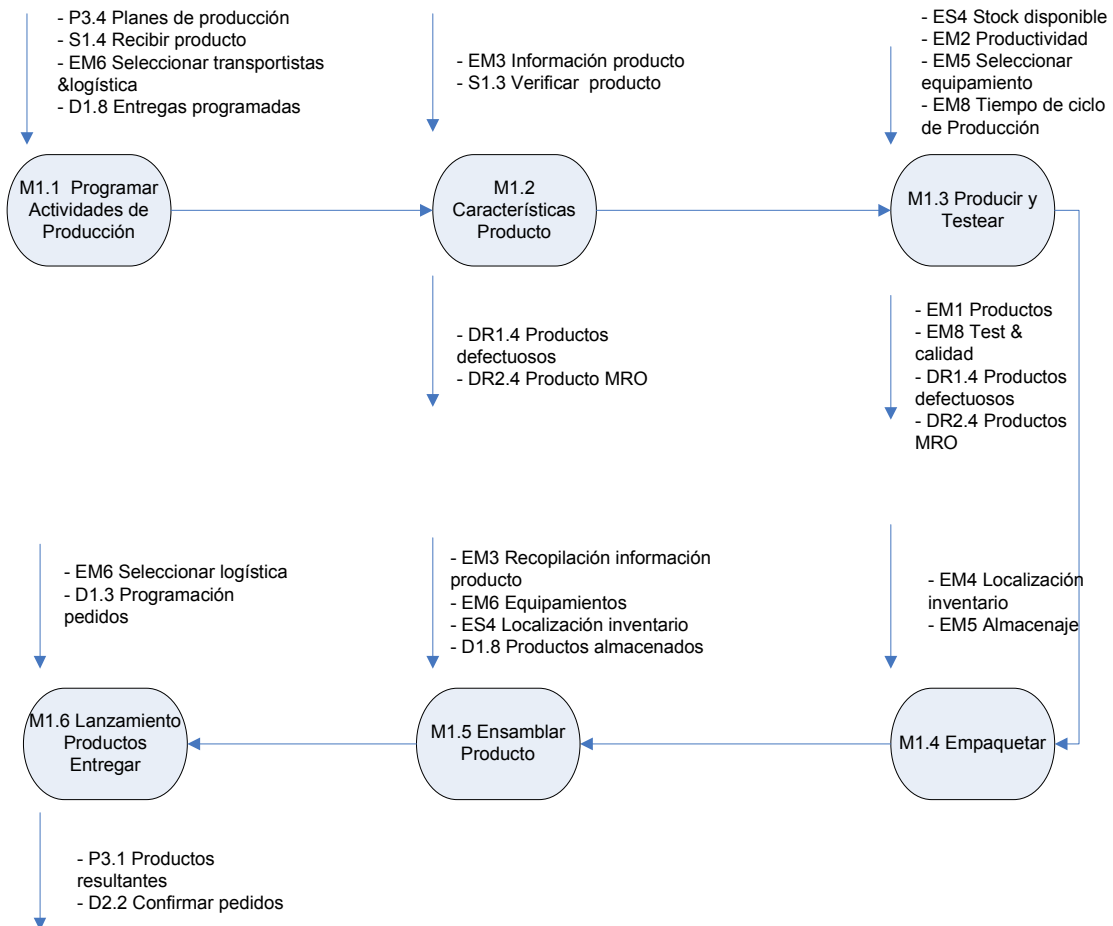 - P3.4 Planes de producción
- S1.4 Recibir producto
- EM6 Seleccionar transportistas
&logística
- D1.8 Entregas programadas
- EM3 Información producto
- S1.3 Verificar  producto
- ES4 Stock disponible
- EM2 Productividad
- EM5 Seleccionar
equipamiento
- EM8 Tiempo de ciclo
de Producción
M1.1  Programar
Actividades de
Producción
M1.2
Características
Producto
M1.3 Producir y
Testear
- DR1.4 Productos
defectuosos
- DR2.4 Producto MRO
- EM1 Productos
- EM8 Test &
calidad
- DR1.4 Productos
defectuosos
- DR2.4 Productos
MRO
- EM6 Seleccionar logística
- D1.3 Programación
pedidos
- EM3 Recopilación información
producto
- EM6 Equipamientos
- ES4 Localización inventario
- D1.8 Productos almacenados
- EM4 Localización
inventario
- EM5 Almacenaje
M1.6 Lanzamiento
Productos
Entregar
M1.5 Ensamblar
Producto
M1.4 Empaquetar
- P3.1 Productos
resultantes
- D2.2 Confirmar pedidos